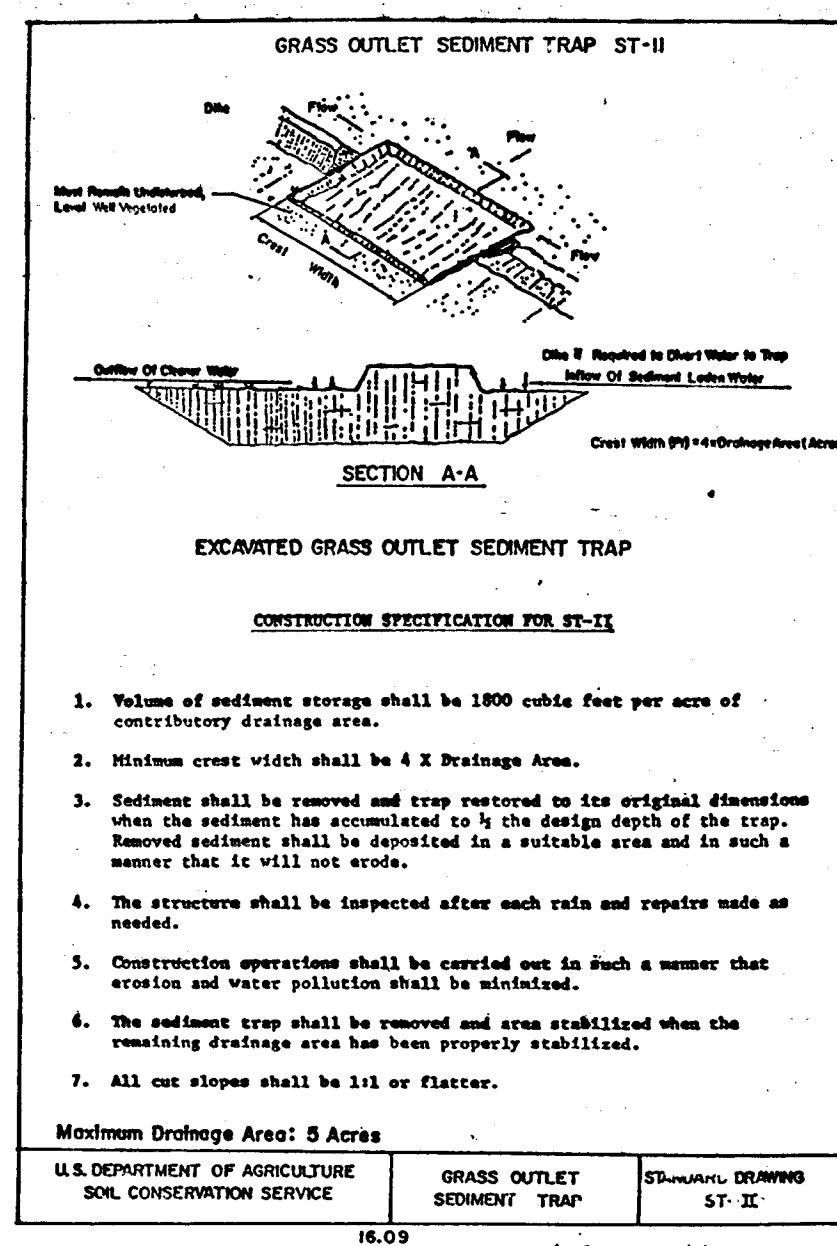 GRASS OUTLET SEDIMENT TRAP ST-II
Dike
Flow
Flow
"A
Must Remain Undisturbed,
Level Well Vegetated
Flow
A
Crest Width
Outflow Of Cleaner Water
Dike If Required to Divert Water to Trap
Inflow Of Sediment Laden Water
Crest Width (Ft) = 4 x Drainage Area (Acre
SECTION A-A
EXCAVATED GRASS OUTLET SEDIMENT TRAP
CONSTRUCTION SPECIFICATION FOR ST-II
1. Volume of sediment storage shall be 1800 cubic feet per acre of
contributory drainage area.
2. Minimum crest width shall be 4 X Drainage Area.
3. Sediment shall be removed and trap restored to its original dimensions
when the sediment has accumulated to ½ the design depth of the trap.
Removed sediment shall be deposited in a suitable area and in such a
manner that it will not erode.
4. The structure shall be inspected after each rain and repairs made as
needed.
5. Construction operations shall be carried out in such a manner that
erosion and water pollution shall be minimized.
6. The sediment trap shall be removed and area stabilized when the
remaining drainage area has been properly stabilized.
7. All cut slopes shall be 1:1 or flatter.
Maximum Drainage Area: 5 Acres
U.S. DEPARTMENT OF AGRICULTURE
SOIL CONSERVATION SERVICE
GRASS OUTLET
SEDIMENT TRAP
STANDARD DRAWING
ST-II
16.09